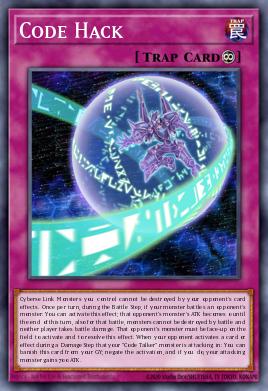 Code Hack
TRAP
罠
[Trap Card]
Cyberse Link Monsters you control cannot be destroyed by your opponent's card
effects. Once per turn, during the Battle Step, if your monster battles an opponent's
monster: You can activate this effect; that opponent's monster's ATK becomes 0 until
the end of this turn, also for that battle, monsters cannot be destroyed by battle and
neither player takes battle damage. That opponent's monster must be face-up on the
field to activate and to resolve this effect. When your opponent activates a card or
effect during a Damage Step that your "Code Talker" monster is attacking in: You can
banish this card from your GY; negate the activation, and if you do, your attacking
monster gains 700 ATK.